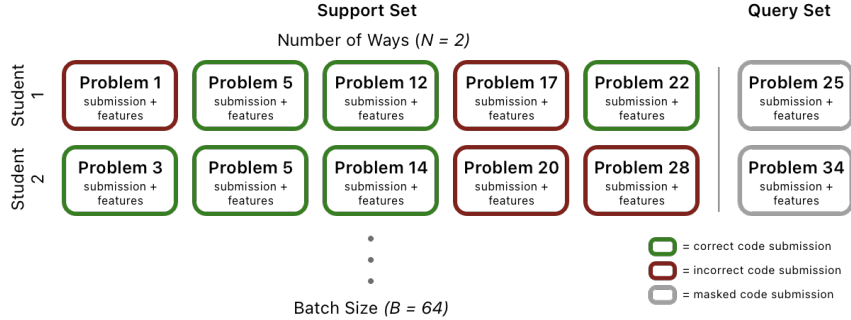 Support Set
Query Set
Number of Ways (N = 2)
Student 1
Problem 1
submission +
features
Problem 5
submission +
features
Problem 12
submission +
features
Problem 17
submission +
features
Problem 22
submission +
features
Problem 25
submission +
features
Student 2
Problem 3
submission +
features
Problem 5
submission +
features
Problem 14
submission +
features
Problem 20
submission +
features
Problem 28
submission +
features
Problem 34
submission +
features
= correct code submission
= incorrect code submission
= masked code submission
Batch Size (B = 64)